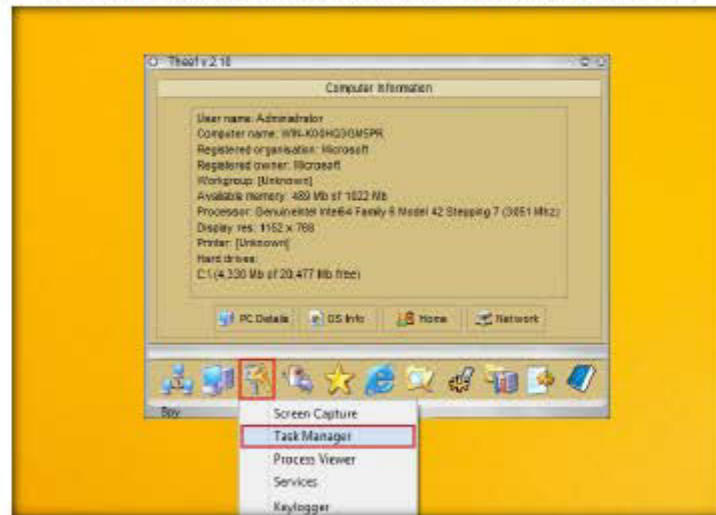 Theef v 2.10
Computer Information
User name: Administrator
Computer name:
Registered organisation: Microsoft
Registered owner: Microsoft
Workgroup: [Unknown]
Available memory: 489 Mb of 1022 Mb
Processor: GenuineIntel Intel64 Family 6 Model 42 Stepping 7 (3051 Mhz)
Display res: 1152 x 768
Printer: [Unknown]
Hard drives:
C:\ (4,330 Mb of 20,477 Mb free)
PC Details
OS Info
Home
Network
Spy
Screen Capture
Task Manager
Process Viewer
Services
Keylogger